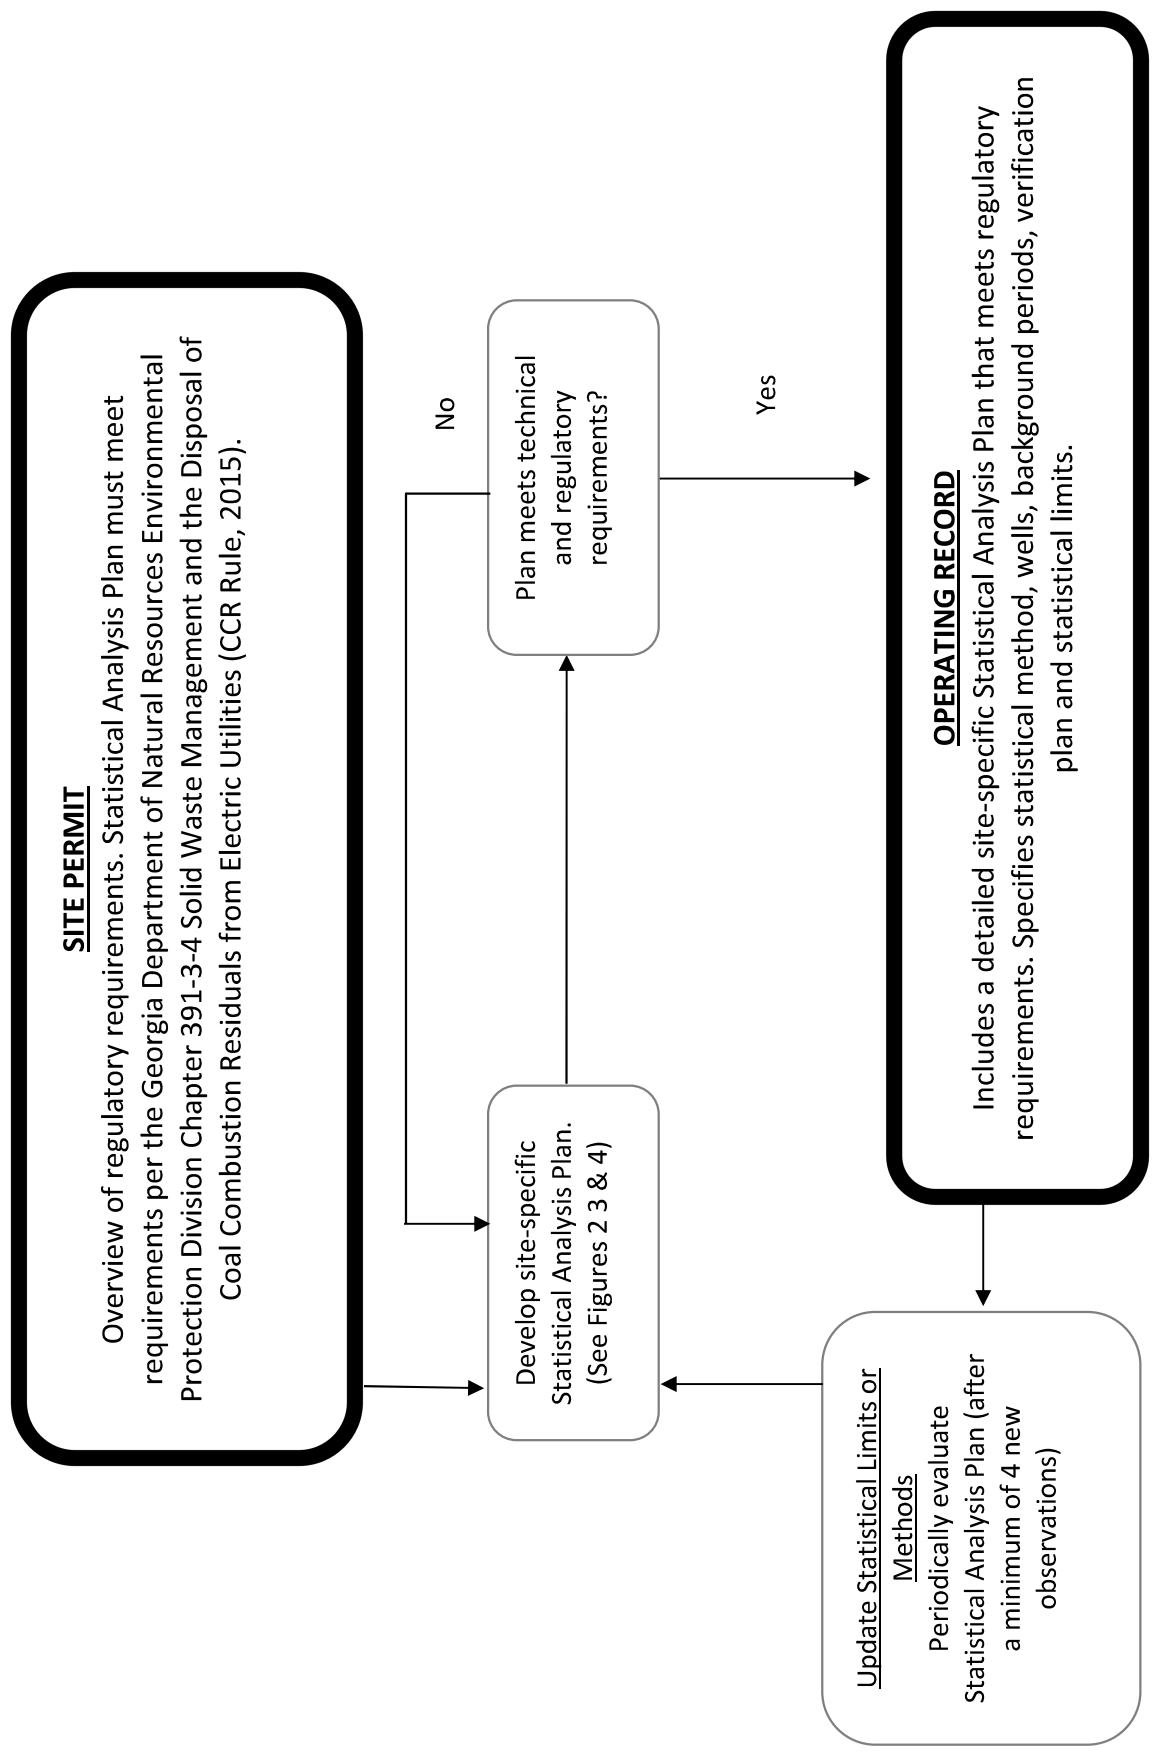 SITE PERMIT
Overview of regulatory requirements. Statistical Analysis Plan must meet
requirements per the Georgia Department of Natural Resources Environmental
Protection Division Chapter 391-3-4 Solid Waste Management and the Disposal of
Coal Combustion Residuals from Electric Utilities (CCR Rule, 2015).
No
Develop site-specific
Statistical Analysis Plan.
(See Figures 2 3 & 4)
Plan meets technical
and regulatory
requirements?
Yes
Update Statistical Limits or
Methods
Periodically evaluate
Statistical Analysis Plan (after
a minimum of 4 new
observations)
OPERATING RECORD
Includes a detailed site-specific Statistical Analysis Plan that meets regulatory
requirements. Specifies statistical method, wells, background periods, verification
plan and statistical limits.